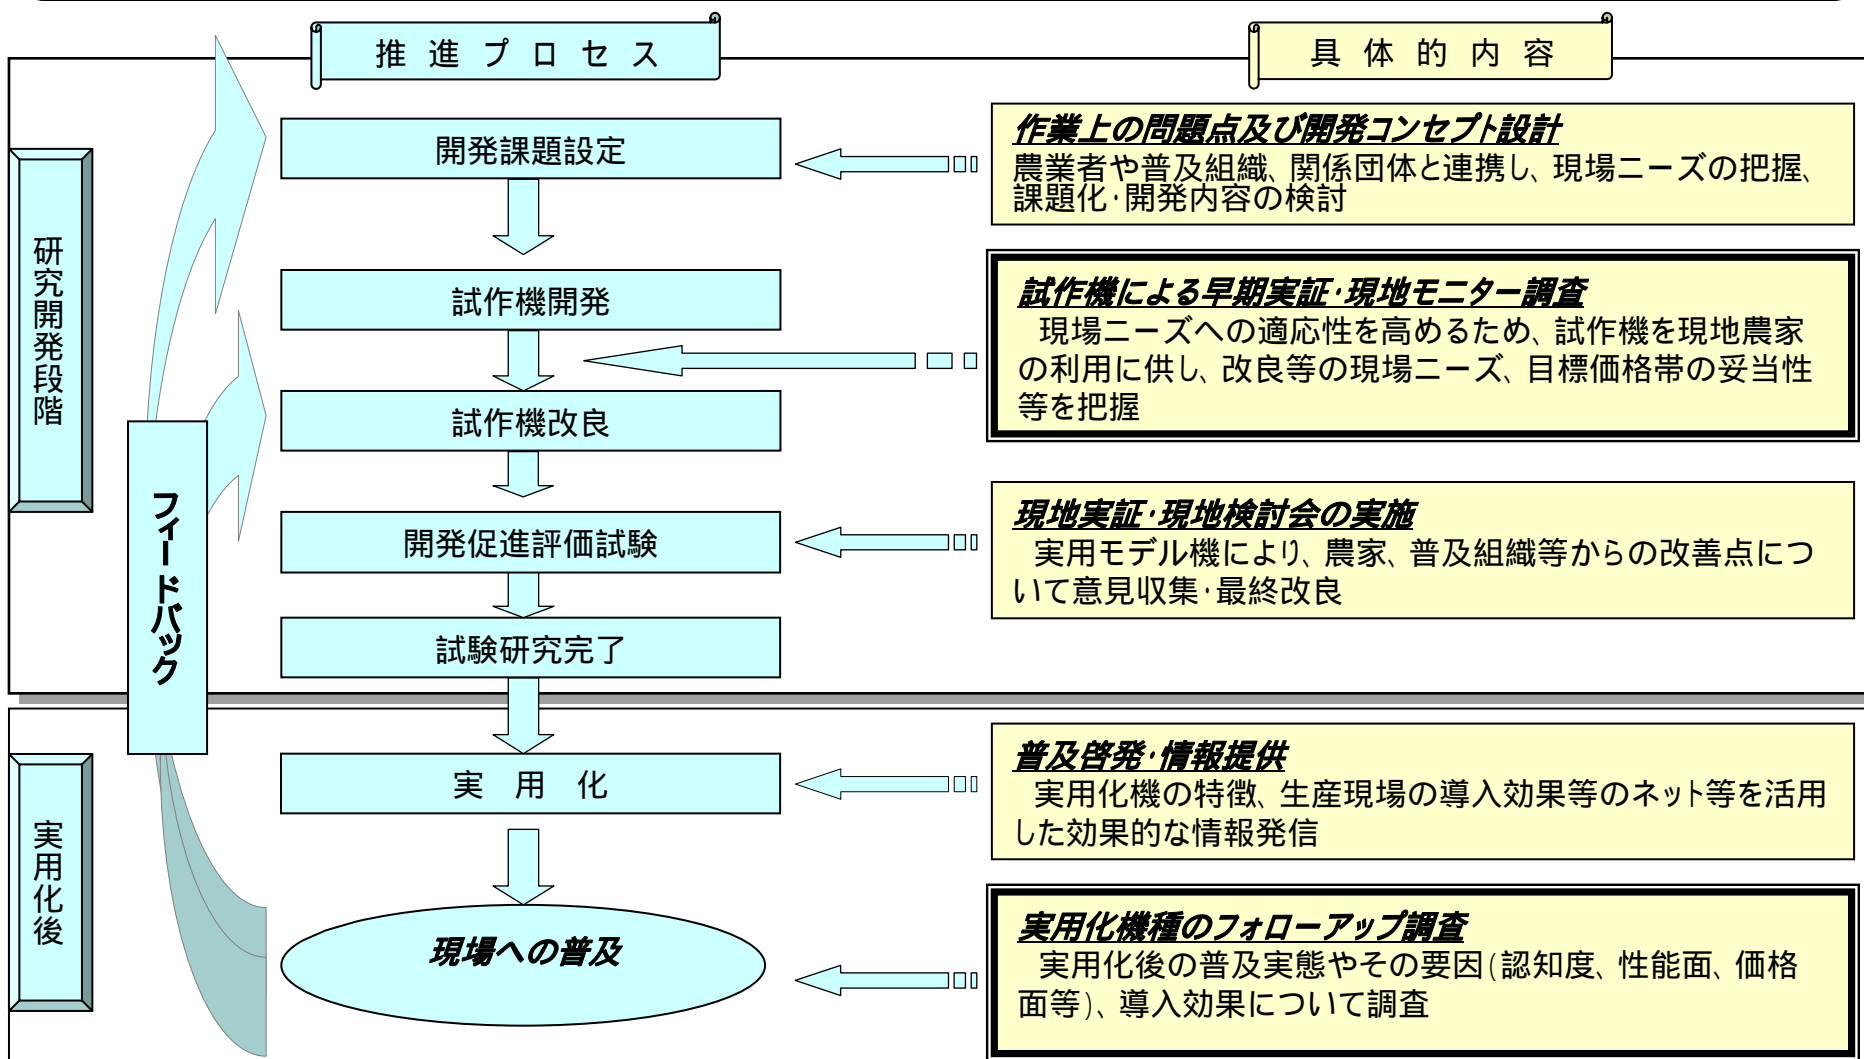 推進プロセス
具体的内容
研究開発段階
開発課題設定
作業上の問題点及び開発コンセプト設計
農業者や普及組織、関係団体と連携し、現場ニーズの把握、
課題化・開発内容の検討
試作機開発
試作機による早期実証・現地モニター調査
現場ニーズへの適応性を高めるため、試作機を現地農家
の利用に供し、改良等の現場ニーズ、目標価格帯の妥当性
等を把握
試作機改良
フィードバック
開発促進評価試験
現地実証・現地検討会の実施
実用モデル機により、農家、普及組織等からの改善点につ
いて意見収集・最終改良
試験研究完了
実用化後
実用化
普及啓発・情報提供
実用化機の特徴、生産現場の導入効果等のネット等を活用
した効果的な情報発信
現場への普及
実用化機種のフォローアップ調査
実用化後の普及実態やその要因(認知度、性能面、価格
面等)、導入効果について調査